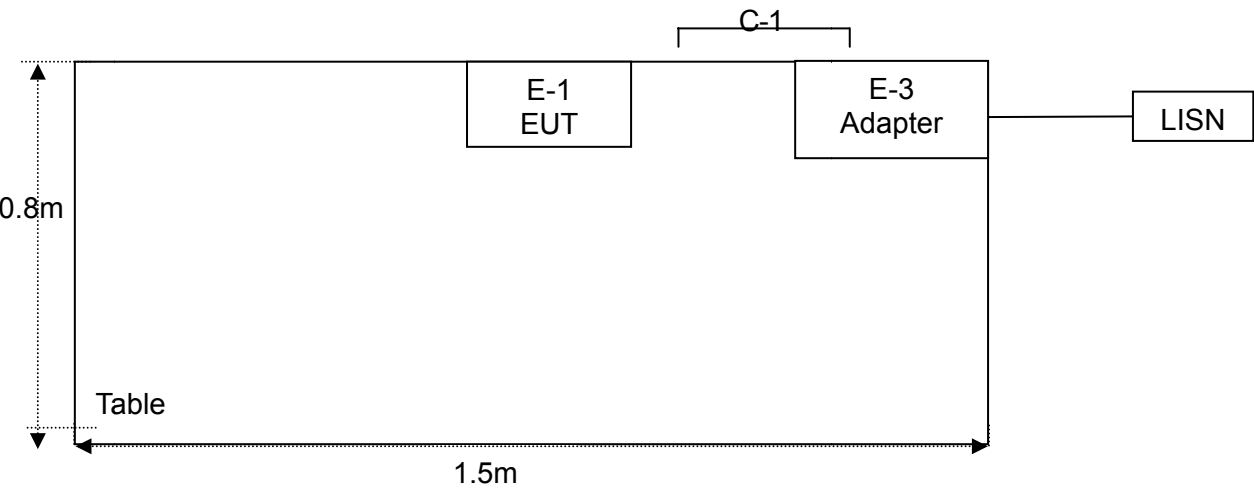 C-1
E-1
EUT
E-3
Adapter
LISN
0.8m
Table
1.5m